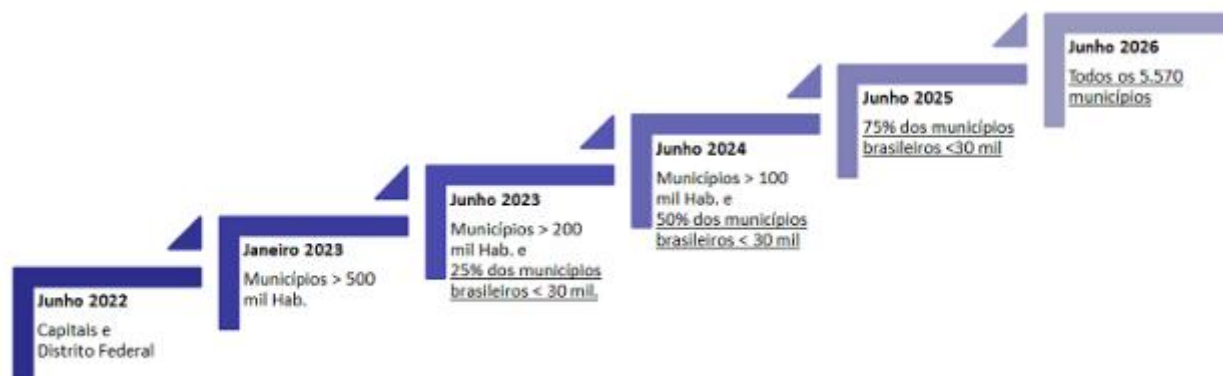 Junho 2022
Capitais e
Distrito Federal
Janeiro 2023
Municípios > 500
mil Hab.
Junho 2023
Municípios > 200
mil Hab. e
25% dos municípios
brasileiros < 30 mil.
Junho 2024
Municípios > 100
mil Hab. e
50% dos municípios
brasileiros < 30 mil
Junho 2025
75% dos municípios
brasileiros <30 mil
Junho 2026
Todos os 5.570
municípios